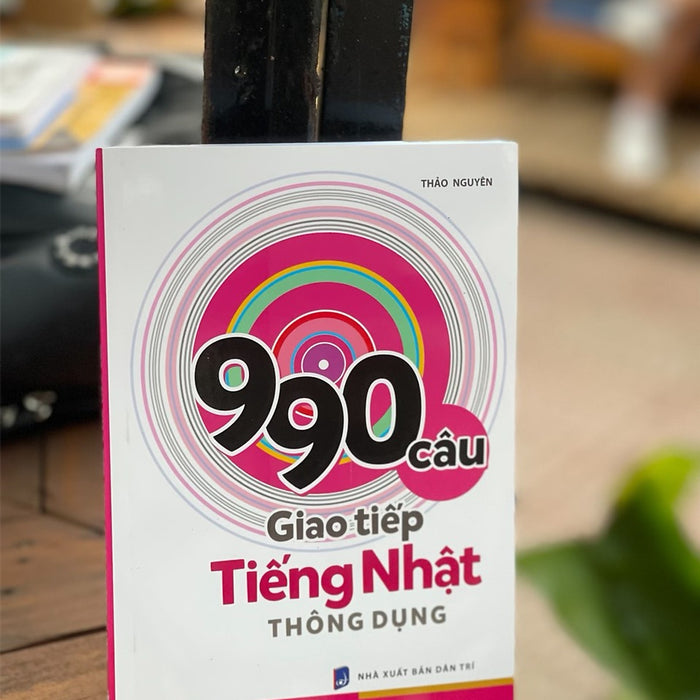 THẢO NGUYÊN
990 câu
Giao tiếp
Tiếng Nhật
THÔNG DỤNG
NHÀ XUẤT BẢN DÂN TRÍ